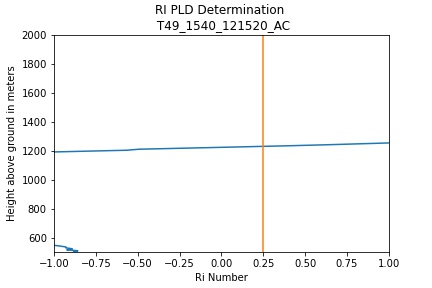 RI PLD Determination
T49_1540_121520_AC
2000
1800
1600
1400
1200
1000
800
600
Height above ground in meters
−1.00 −0.75 −0.50 −0.25 0.00 0.25 0.50 0.75 1.00
Ri Number